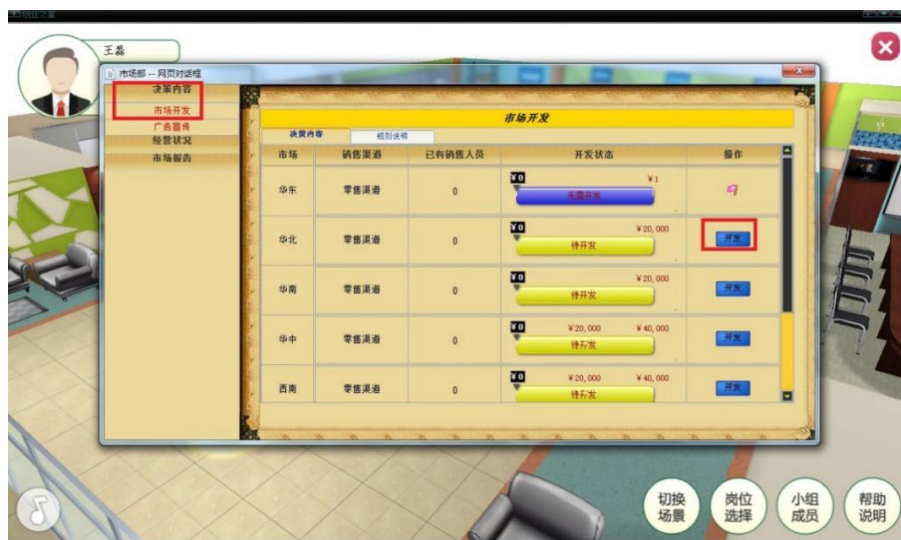 创业之星
王磊
市场部 -- 网页对话框
决策内容
市场开发
广告宣传
经营状况
市场报告
市场开发
决策内容 规则说明
市场 销售渠道 已有销售人员 开发状态 操作
华东 零售渠道 0 ¥0 ¥1 无需开发
华北 零售渠道 0 ¥0 ¥20,000 待开发 开发
华南 零售渠道 0 ¥0 ¥20,000 待开发 开发
华中 零售渠道 0 ¥0 ¥20,000 ¥40,000 待开发 开发
西南 零售渠道 0 ¥0 ¥20,000 ¥40,000 待开发 开发
切换场景
岗位选择
小组成员
帮助说明